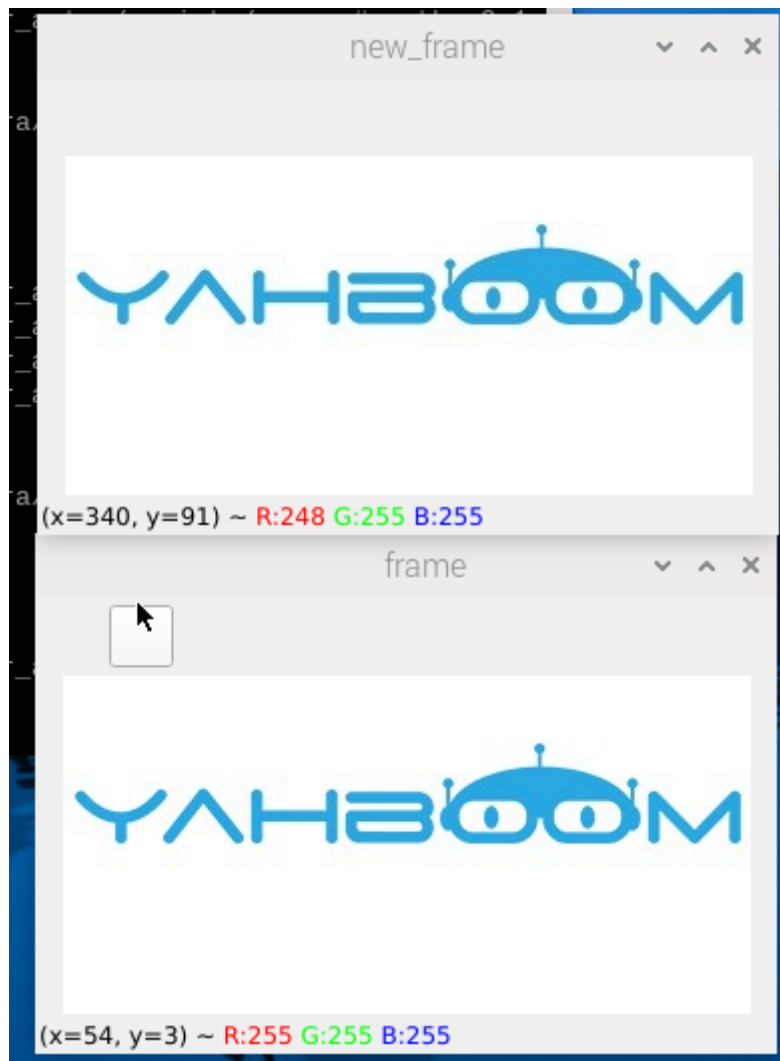 new_frame
YAHBOOM
(x=340, y=91) ~ R:248 G:255 B:255
frame
YAHBOOM
(x=54, y=3) ~ R:255 G:255 B:255